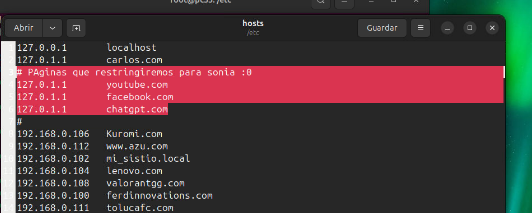 root@pc55: /etc
Abrir
hosts
/etc
Guardar
127.0.0.1 localhost
127.0.1.1 carlos.com
# PAginas que restringiremos para sonia :0
127.0.1.1 youtube.com
127.0.1.1 facebook.com
127.0.1.1 chatgpt.com
#
192.168.0.106 Kuromi.com
192.168.0.112 www.azu.com
192.168.0.102 mi_sistio.local
192.168.0.104 lenovo.com
192.168.0.108 valorantgg.com
192.168.0.100 ferdinnovations.com
192.168.0.111 tolucafc.com